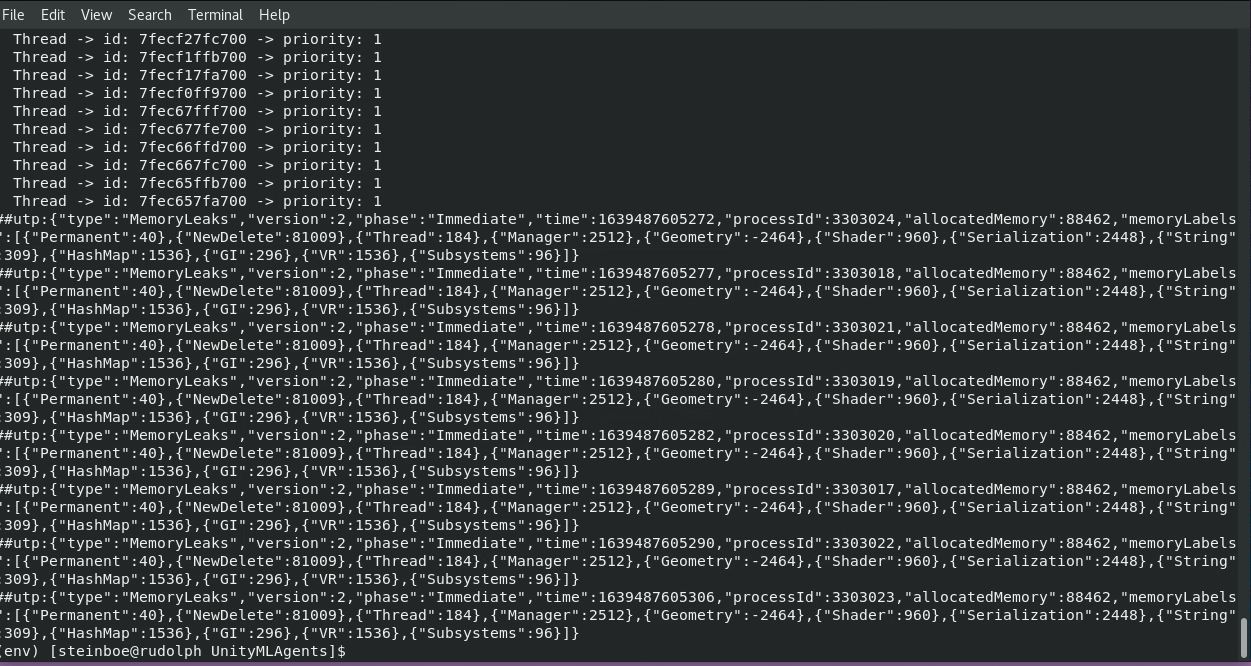 File Edit View Search Terminal Help
Thread -> id: 7fecf27fc700 -> priority: 1
Thread -> id: 7fecf1ffb700 -> priority: 1
Thread -> id: 7fecf17fa700 -> priority: 1
Thread -> id: 7fecf0ff9700 -> priority: 1
Thread -> id: 7fec67fff700 -> priority: 1
Thread -> id: 7fec677fe700 -> priority: 1
Thread -> id: 7fec66ffd700 -> priority: 1
Thread -> id: 7fec667fc700 -> priority: 1
Thread -> id: 7fec65ffb700 -> priority: 1
Thread -> id: 7fec657fa700 -> priority: 1
##utp:{"type":"MemoryLeaks","version":2,"phase":"Immediate","time":1639487605272,"processId":3303024,"allocatedMemory":88462,"memoryLabels
":[{"Permanent":40},{"NewDelete":81009},{"Thread":184},{"Manager":2512},{"Geometry":-2464},{"Shader":960},{"Serialization":2448},{"String"
:309},{"HashMap":1536},{"GI":296},{"VR":1536},{"Subsystems":96}]}
##utp:{"type":"MemoryLeaks","version":2,"phase":"Immediate","time":1639487605277,"processId":3303018,"allocatedMemory":88462,"memoryLabels
":[{"Permanent":40},{"NewDelete":81009},{"Thread":184},{"Manager":2512},{"Geometry":-2464},{"Shader":960},{"Serialization":2448},{"String"
:309},{"HashMap":1536},{"GI":296},{"VR":1536},{"Subsystems":96}]}
##utp:{"type":"MemoryLeaks","version":2,"phase":"Immediate","time":1639487605278,"processId":3303021,"allocatedMemory":88462,"memoryLabels
":[{"Permanent":40},{"NewDelete":81009},{"Thread":184},{"Manager":2512},{"Geometry":-2464},{"Shader":960},{"Serialization":2448},{"String"
:309},{"HashMap":1536},{"GI":296},{"VR":1536},{"Subsystems":96}]}
##utp:{"type":"MemoryLeaks","version":2,"phase":"Immediate","time":1639487605280,"processId":3303019,"allocatedMemory":88462,"memoryLabels
":[{"Permanent":40},{"NewDelete":81009},{"Thread":184},{"Manager":2512},{"Geometry":-2464},{"Shader":960},{"Serialization":2448},{"String"
:309},{"HashMap":1536},{"GI":296},{"VR":1536},{"Subsystems":96}]}
##utp:{"type":"MemoryLeaks","version":2,"phase":"Immediate","time":1639487605282,"processId":3303020,"allocatedMemory":88462,"memoryLabels
":[{"Permanent":40},{"NewDelete":81009},{"Thread":184},{"Manager":2512},{"Geometry":-2464},{"Shader":960},{"Serialization":2448},{"String"
:309},{"HashMap":1536},{"GI":296},{"VR":1536},{"Subsystems":96}]}
##utp:{"type":"MemoryLeaks","version":2,"phase":"Immediate","time":1639487605289,"processId":3303017,"allocatedMemory":88462,"memoryLabels
":[{"Permanent":40},{"NewDelete":81009},{"Thread":184},{"Manager":2512},{"Geometry":-2464},{"Shader":960},{"Serialization":2448},{"String"
:309},{"HashMap":1536},{"GI":296},{"VR":1536},{"Subsystems":96}]}
##utp:{"type":"MemoryLeaks","version":2,"phase":"Immediate","time":1639487605290,"processId":3303022,"allocatedMemory":88462,"memoryLabels
":[{"Permanent":40},{"NewDelete":81009},{"Thread":184},{"Manager":2512},{"Geometry":-2464},{"Shader":960},{"Serialization":2448},{"String"
:309},{"HashMap":1536},{"GI":296},{"VR":1536},{"Subsystems":96}]}
##utp:{"type":"MemoryLeaks","version":2,"phase":"Immediate","time":1639487605306,"processId":3303023,"allocatedMemory":88462,"memoryLabels
":[{"Permanent":40},{"NewDelete":81009},{"Thread":184},{"Manager":2512},{"Geometry":-2464},{"Shader":960},{"Serialization":2448},{"String"
:309},{"HashMap":1536},{"GI":296},{"VR":1536},{"Subsystems":96}]}
(env) [steinboe@rudolph UnityMLAgents]$